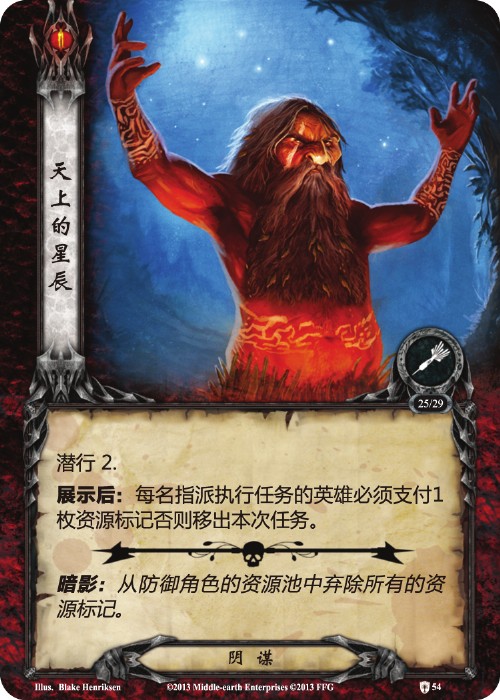 天上的星辰
25/29
潜行 2.
展示后：每名指派执行任务的英雄必须支付1
枚资源标记否则移出本次任务。
暗影：从防御角色的资源池中弃除所有的资
源标记。
阴谋
Illus. Blake Henriksen
©2013 Middle-earth Enterprises ©2013 FFG
54